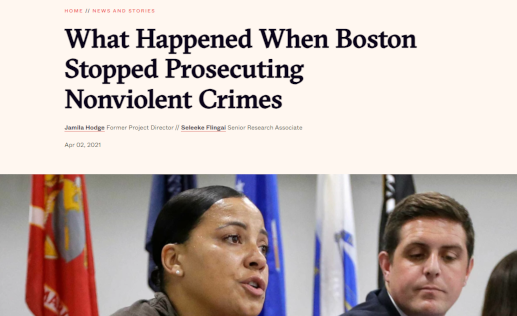 HOME // NEWS AND STORIES
What Happened When Boston
Stopped Prosecuting
Nonviolent Crimes
Jamila Hodge Former Project Director // Seleeke Flingai Senior Research Associate
Apr 02, 2021